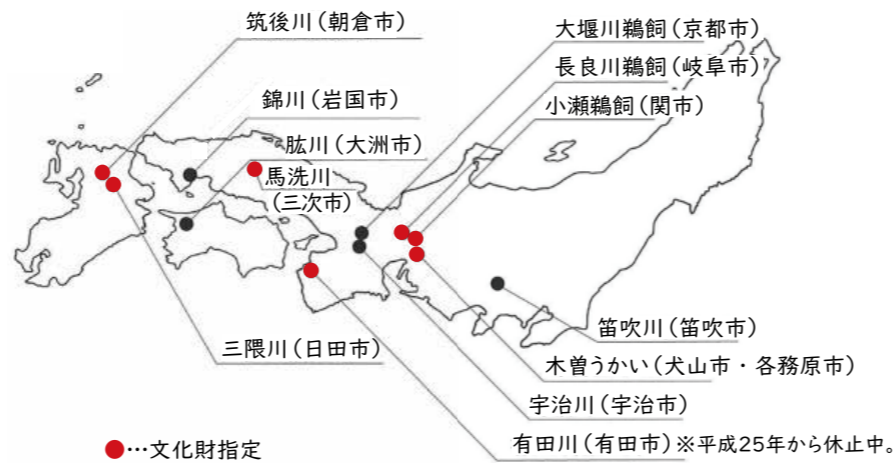 筑後川（朝倉市）
錦川（岩国市）
肱川（大洲市）
馬洗川
（三次市）
大堰川鵜飼（京都市）
長良川鵜飼（岐阜市）
小瀬鵜飼（関市）
笛吹川（笛吹市）
木曽うかい（犬山市・各務原市）
宇治川（宇治市）
有田川（有田市）※平成25年から休止中。
三隈川（日田市）
●…文化財指定